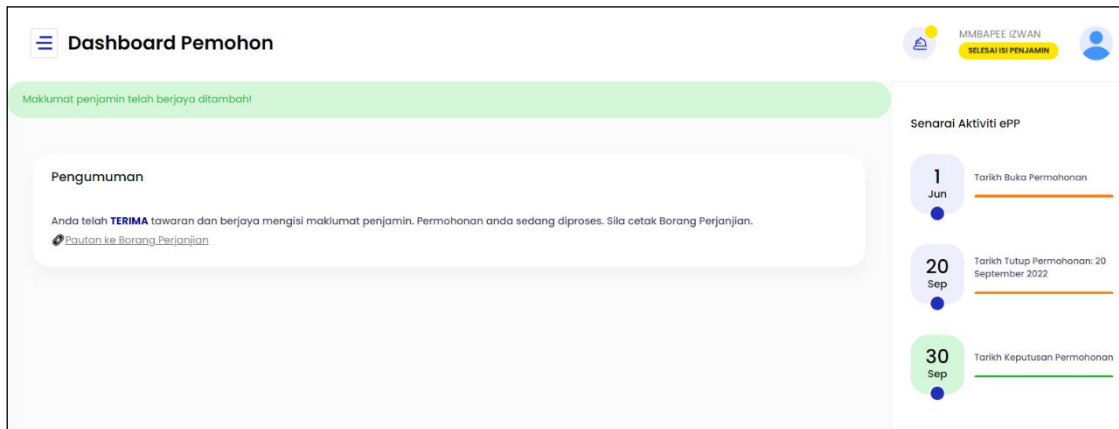 Dashboard Pemohon
MMBAPEE IZWAN
SELESAI ISI PENJAMIN
Maklumat penjamin telah berjaya ditambah!
Pengumuman
Anda telah TERIMA tawaran dan berjaya mengisi maklumat penjamin. Permohonan anda sedang diproses. Sila cetak Borang Perjanjian.
Pautan ke Borang Perjanjian
Senarai Aktiviti ePP
1
Jun
Tarikh Buka Permohonan
20
Sep
Tarikh Tutup Permohonan: 20
September 2022
30
Sep
Tarikh Keputusan Permohonan